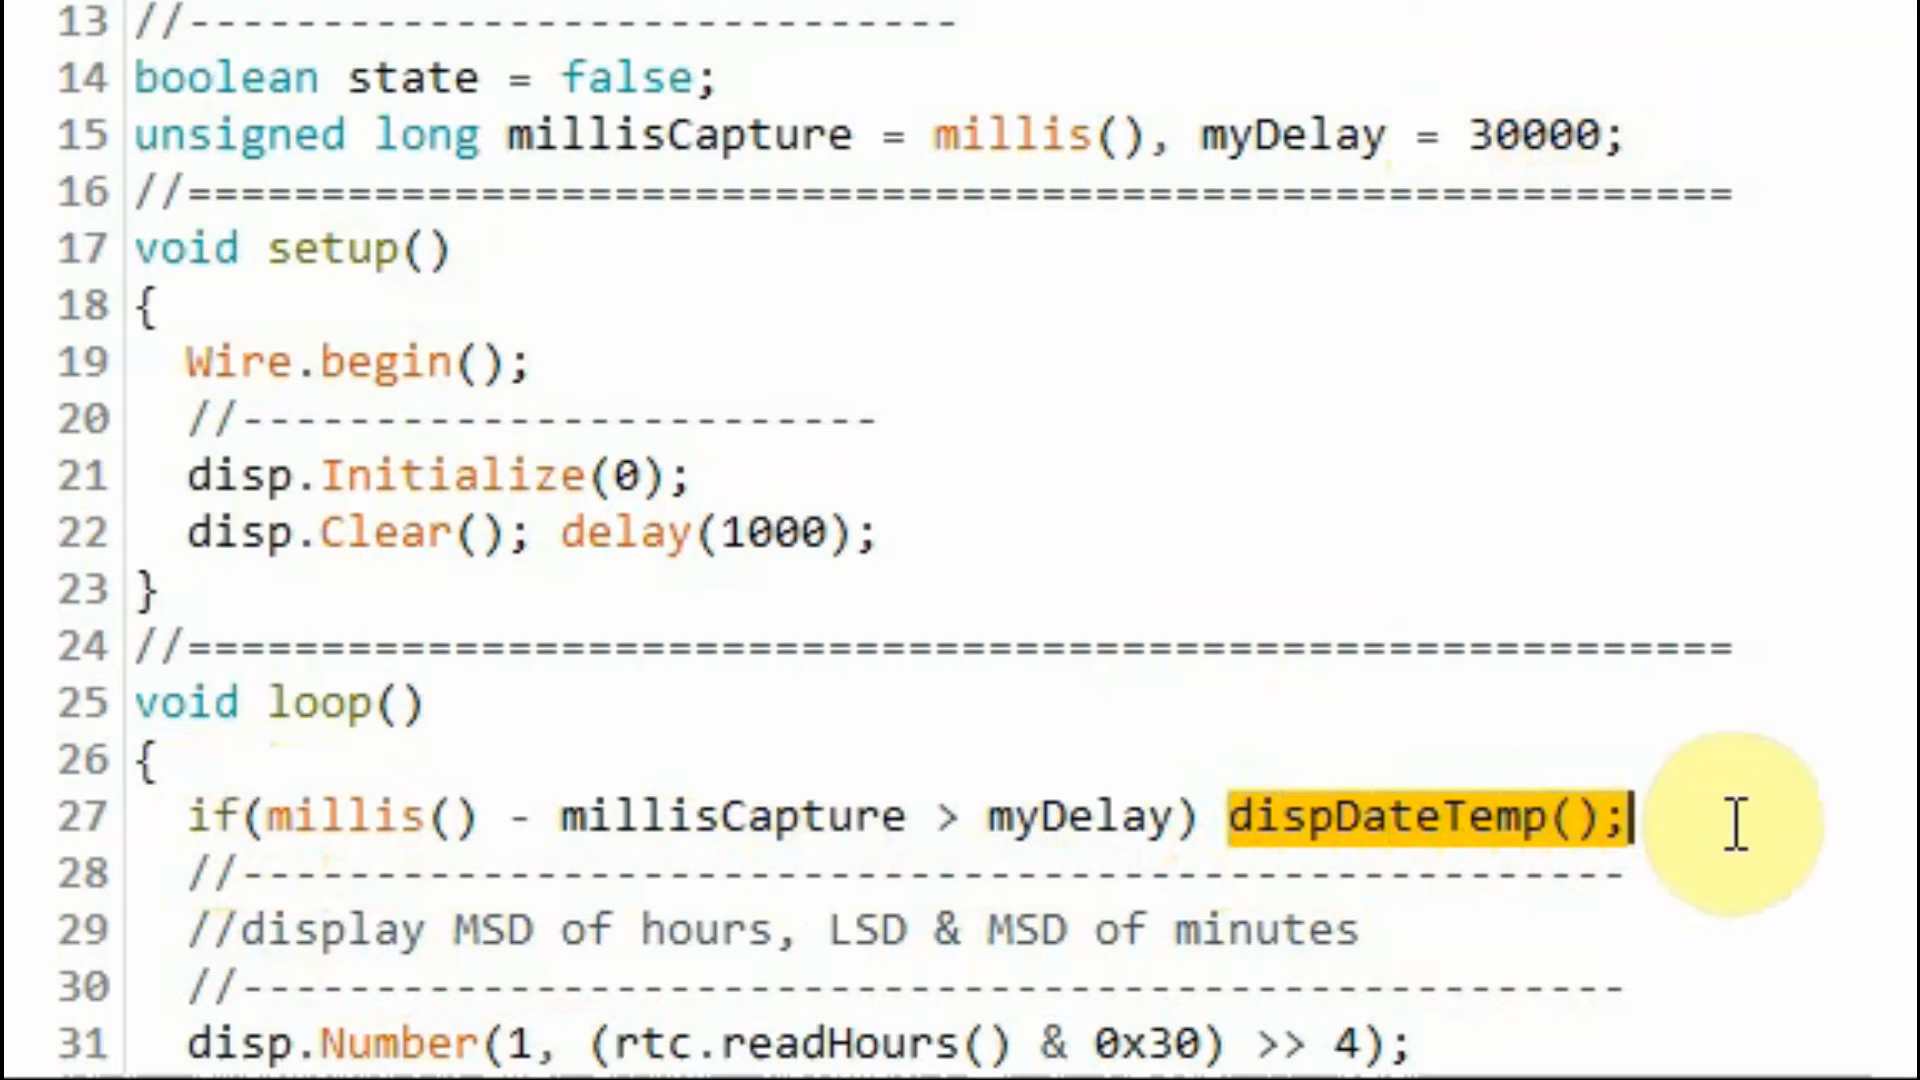 13 //-----------------------------
14 boolean state = false;
15 unsigned long millisCapture = millis(), myDelay = 30000;
16 //==========================================================
17 void setup()
18 {
19 Wire.begin();
20 //------------------------
21 disp.Initialize(0);
22 disp.Clear(); delay(1000);
23 }
24 //==========================================================
25 void loop()
26 {
27 if(millis() - millisCapture > myDelay) dispDateTemp();
28 //----------------------------------------------------
29 //display MSD of hours, LSD & MSD of minutes
30 //----------------------------------------------------
31 disp.Number(1, (rtc.readHours() & 0x30) >> 4);